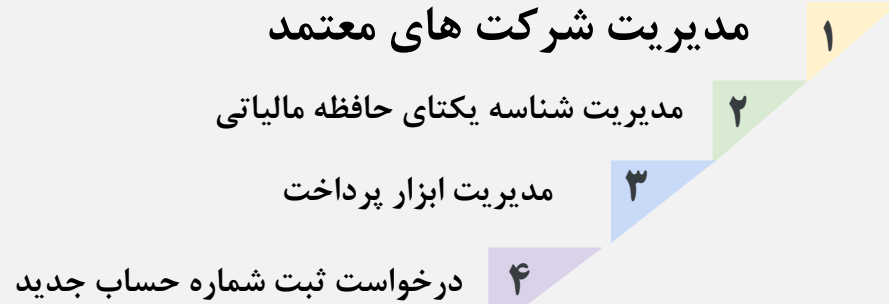 ۱ مدیریت شرکت های معتمد
۲ مدیریت شناسه یکتای حافظه مالیاتی
۳ مدیریت ابزار پرداخت
۴ درخواست ثبت شماره حساب جدید